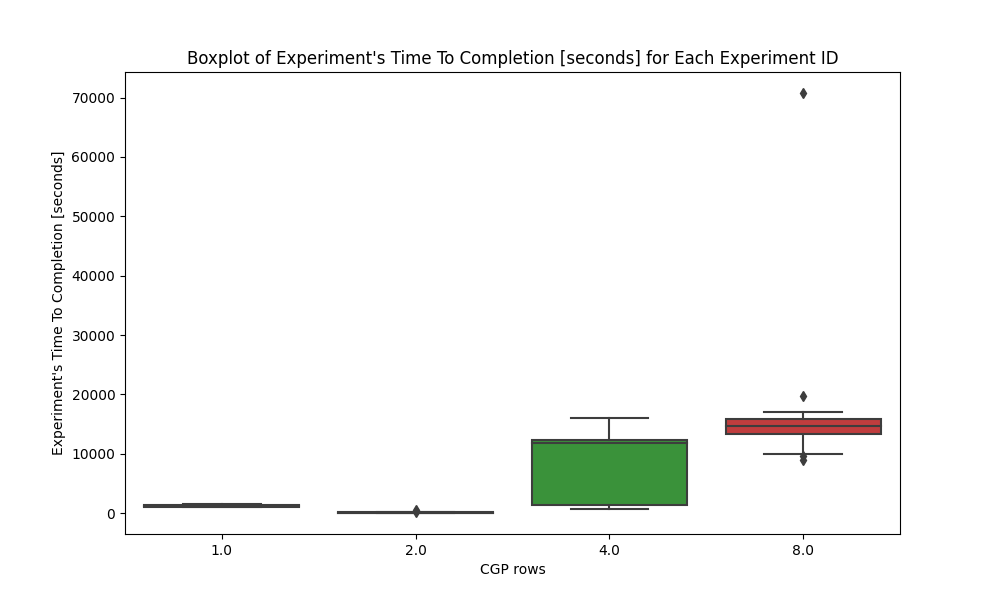 Boxplot of Experiment's Time To Completion [seconds] for Each Experiment ID
Experiment's Time To Completion [seconds]
70000
60000
50000
40000
30000
20000
10000
0
1.0 2.0 4.0 8.0
CGP rows